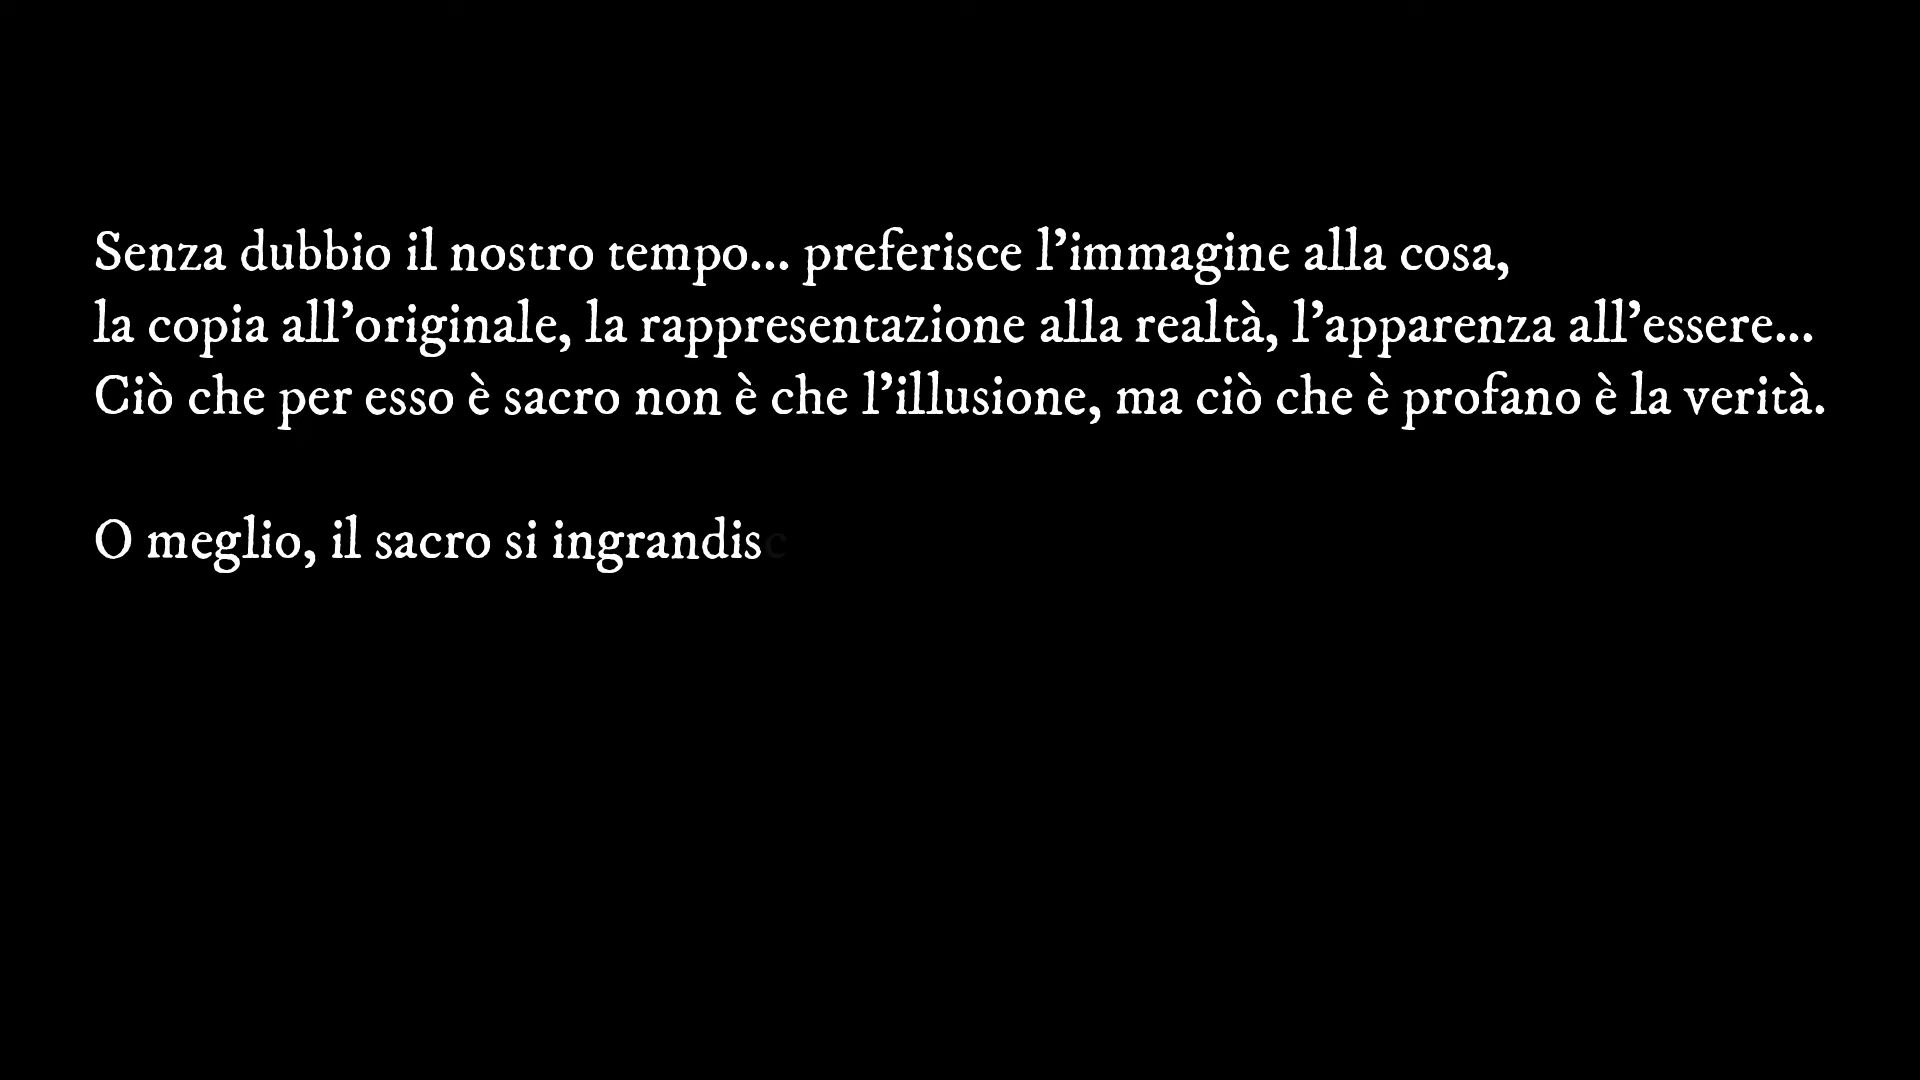 Senza dubbio il nostro tempo... preferisce l’immagine alla cosa,
la copia all’originale, la rappresentazione alla realtà, l’apparenza all’essere...
Ciò che per esso è sacro non è che l’illusione, ma ciò che è profano è la verità.
O meglio, il sacro si ingrandisc